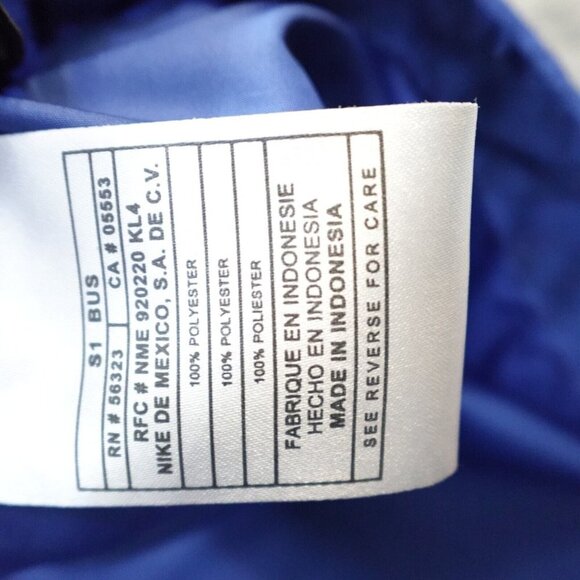 S1 BUS
RN # 56323 CA # 05553
RFC # NME 920220 KL4
NIKE DE MEXICO, S.A. DE C.V.
100% POLYESTER
100% POLYESTER
100% POLIESTER
FABRIQUE EN INDONESIE
HECHO EN INDONESIA
MADE IN INDONESIA
SEE REVERSE FOR CARE